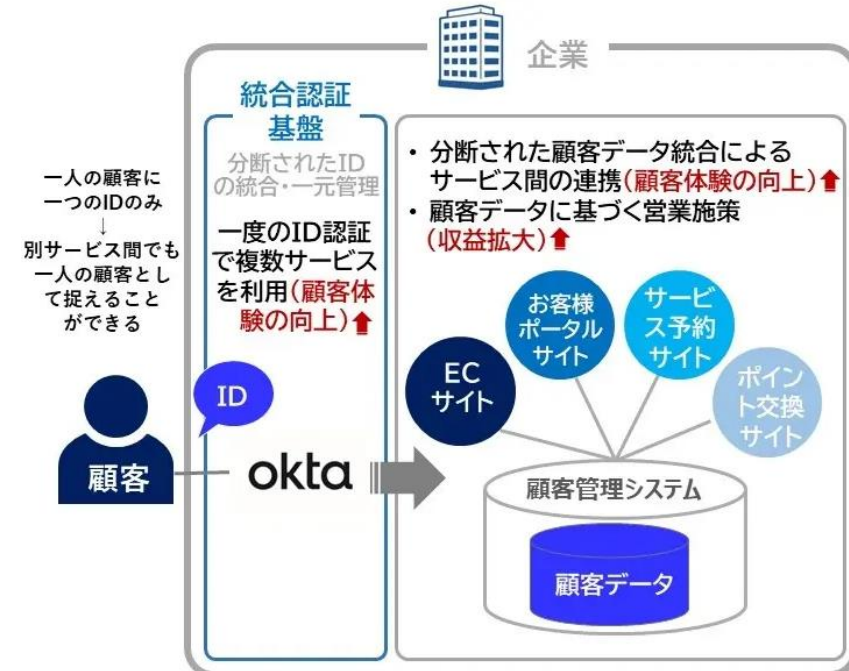 企業
統合認証
基盤
分断されたID
の統合・一元管理
一度のID認証
で複数サービス
を利用(顧客体
験の向上)⬆
一人の顧客に
一つのIDのみ
↓
別サービス間でも
一人の顧客とし
て捉えること
ができる
ID
顧客
okta
・ 分断された顧客データ統合による
サービス間の連携(顧客体験の向上)⬆
・ 顧客データに基づく営業施策
(収益拡大)⬆
EC
サイト
お客様
ポータル
サイト
サービ
ス予約
サイト
ポイン
ト交換
サイト
顧客管理システム
顧客データ